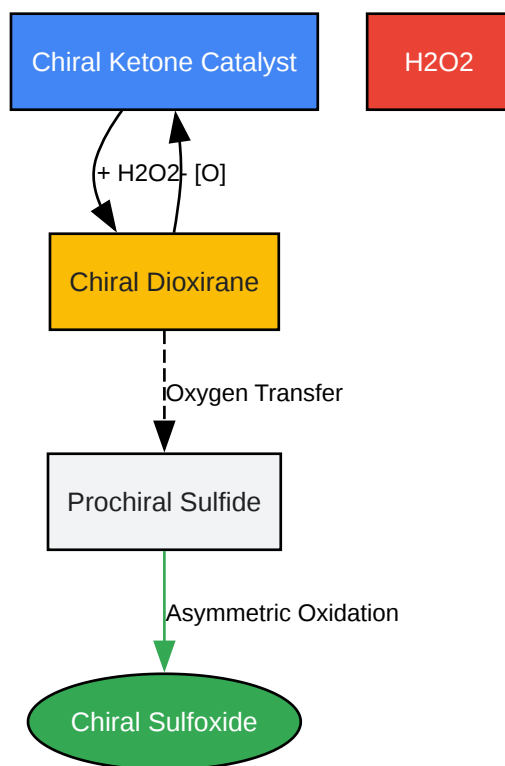 Chiral Ketone Catalyst
H2O2
+ H2O2
- [O]
Chiral Dioxirane
Oxygen Transfer
Prochiral Sulfide
Asymmetric Oxidation
Chiral Sulfoxide